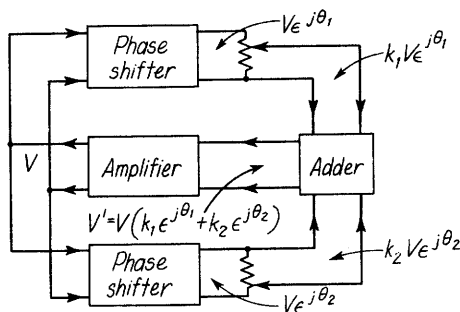 Vϵ^{jθ₁}
Phase
shifter
k₁Vϵ^{jθ₁}
V
Amplifier
Adder
V'=V(k₁ϵ^{jθ₁}+k₂ϵ^{jθ₂})
Phase
shifter
k₂Vϵ^{jθ₂}
Vϵ^{jθ₂}